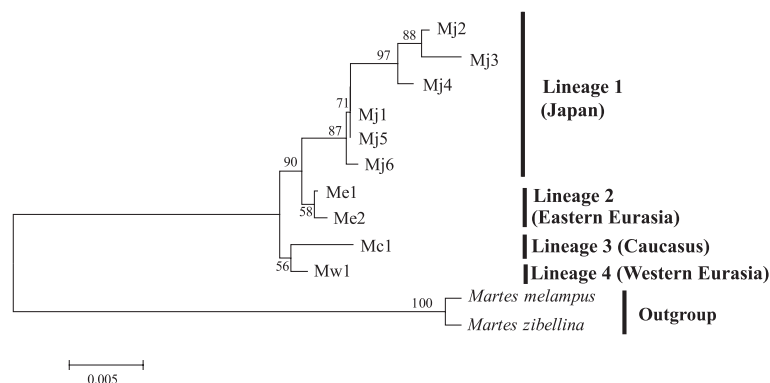 88
Mj2
97
Mj3
Mj4
Lineage 1
(Japan)
71
Mj1
87
Mj5
Mj6
90
Me1
58
Me2
Lineage 2
(Eastern Eurasia)
Mc1
Lineage 3 (Caucasus)
56
Mw1
Lineage 4 (Western Eurasia)
100
Martes melampus
Martes zibellina
Outgroup
0.005